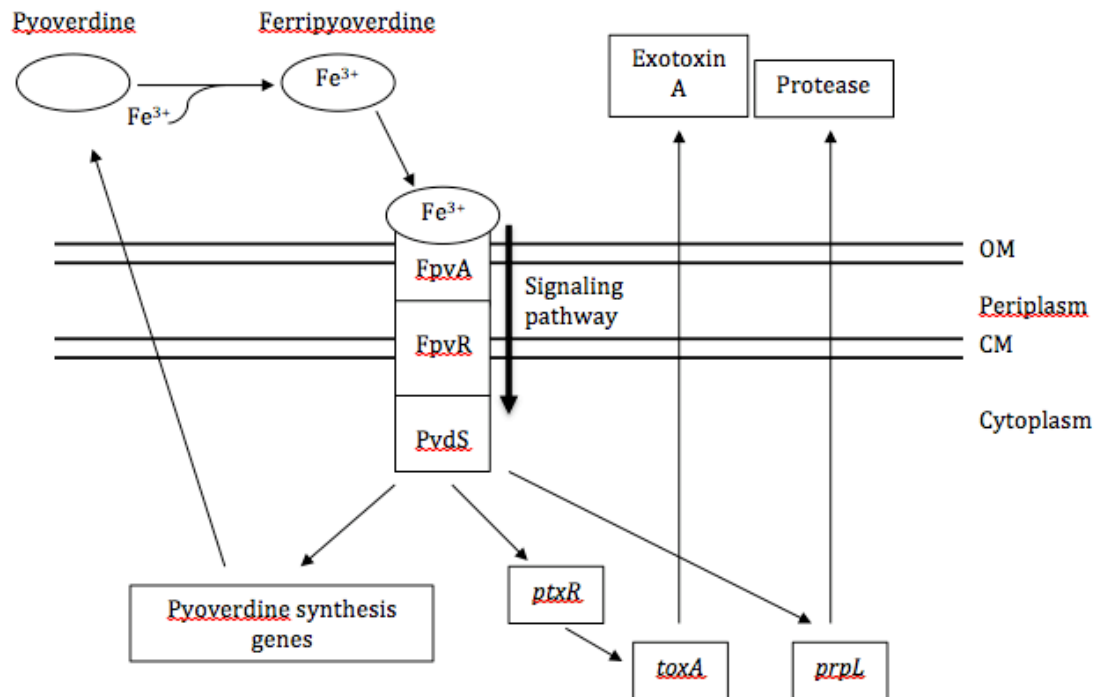 Pyoverdine
Ferripyoverdine
Exotoxin
A
Protease
Fe³⁺
Fe³⁺
Fe³⁺
OM
FpvA
Signaling
pathway
Periplasm
FpvR
CM
Cytoplasm
PvdS
Pyoverdine synthesis
genes
ptxR
toxA
prpL